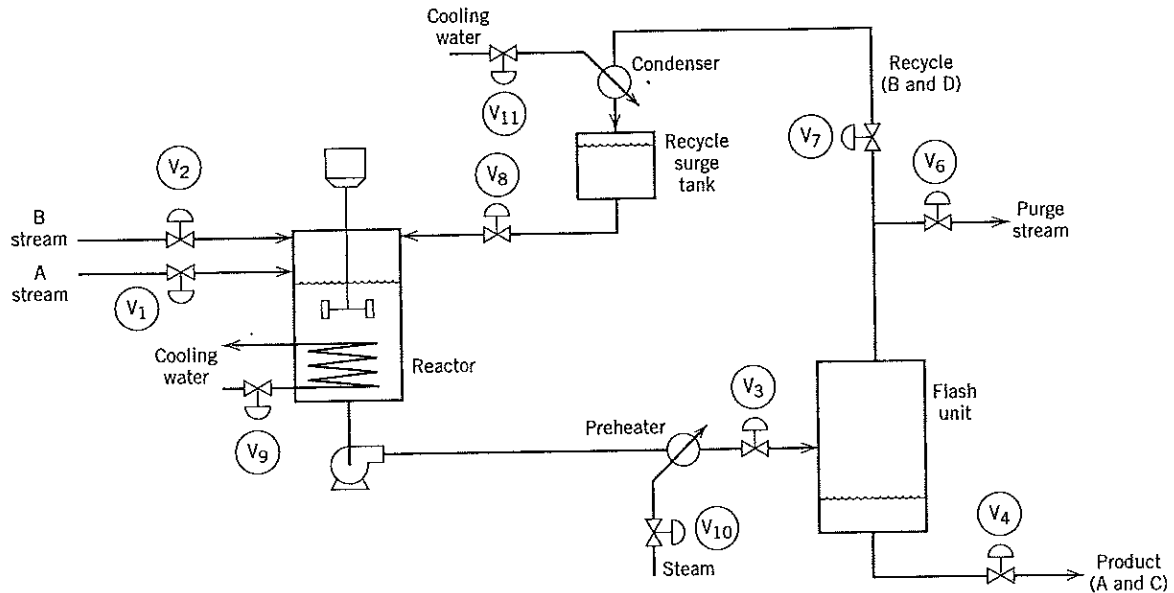 Cooling
water
V11
Condenser
Recycle
(B and D)
V7
V6
Purge
stream
Recycle
surge
tank
V8
V2
B
stream
A
stream
V1
Cooling
water
V9
Reactor
Preheater
V3
Flash
unit
V10
Steam
V4
Product
(A and C)